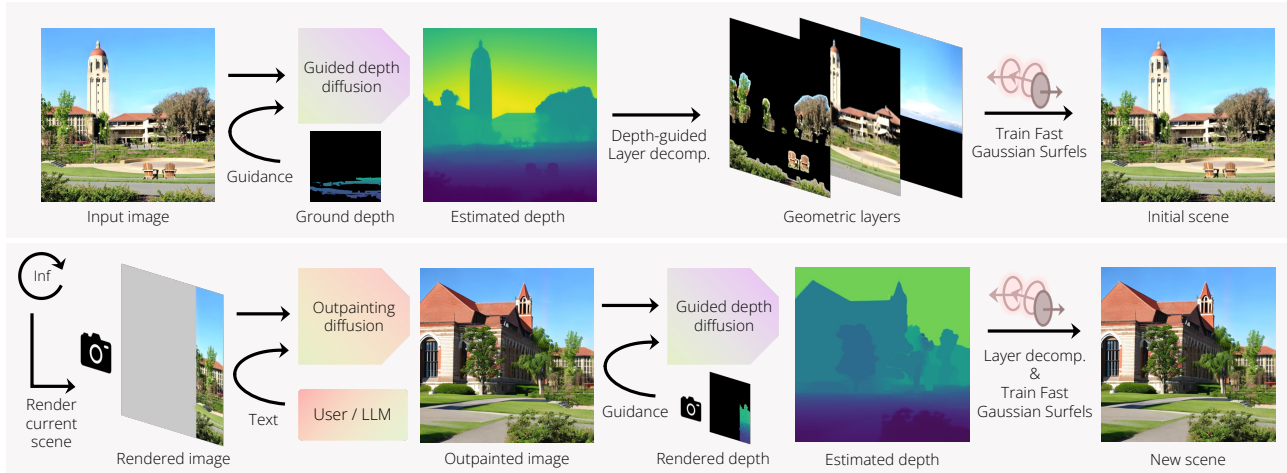 Guided depth
diffusion
Guidance
Depth-guided
Layer decomp.
Train Fast
Gaussian Surfels
Input image
Ground depth
Estimated depth
Geometric layers
Initial scene
Inf
Render
current
scene
Outpainting
diffusion
Text
User / LLM
Guided depth
diffusion
Guidance
Layer decomp.
&
Train Fast
Gaussian Surfels
Rendered image
Outpainted image
Rendered depth
Estimated depth
New scene